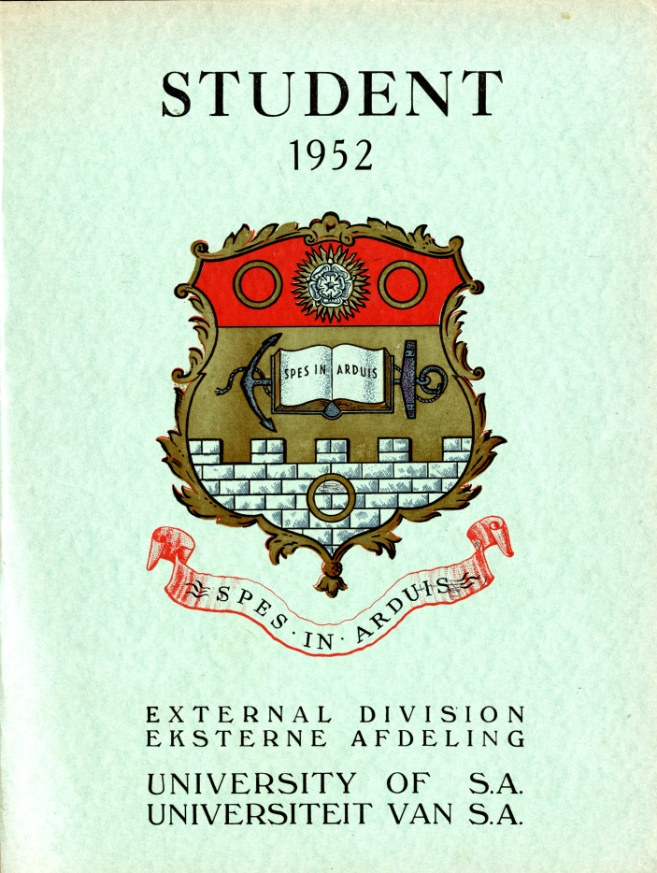 STUDENT
1952
SPES IN ARDUIS
SPES · IN · ARDUIS
EXTERNAL DIVISION
EKSTERNE AFDELING
UNIVERSITY OF S.A.
UNIVERSITEIT VAN S.A.